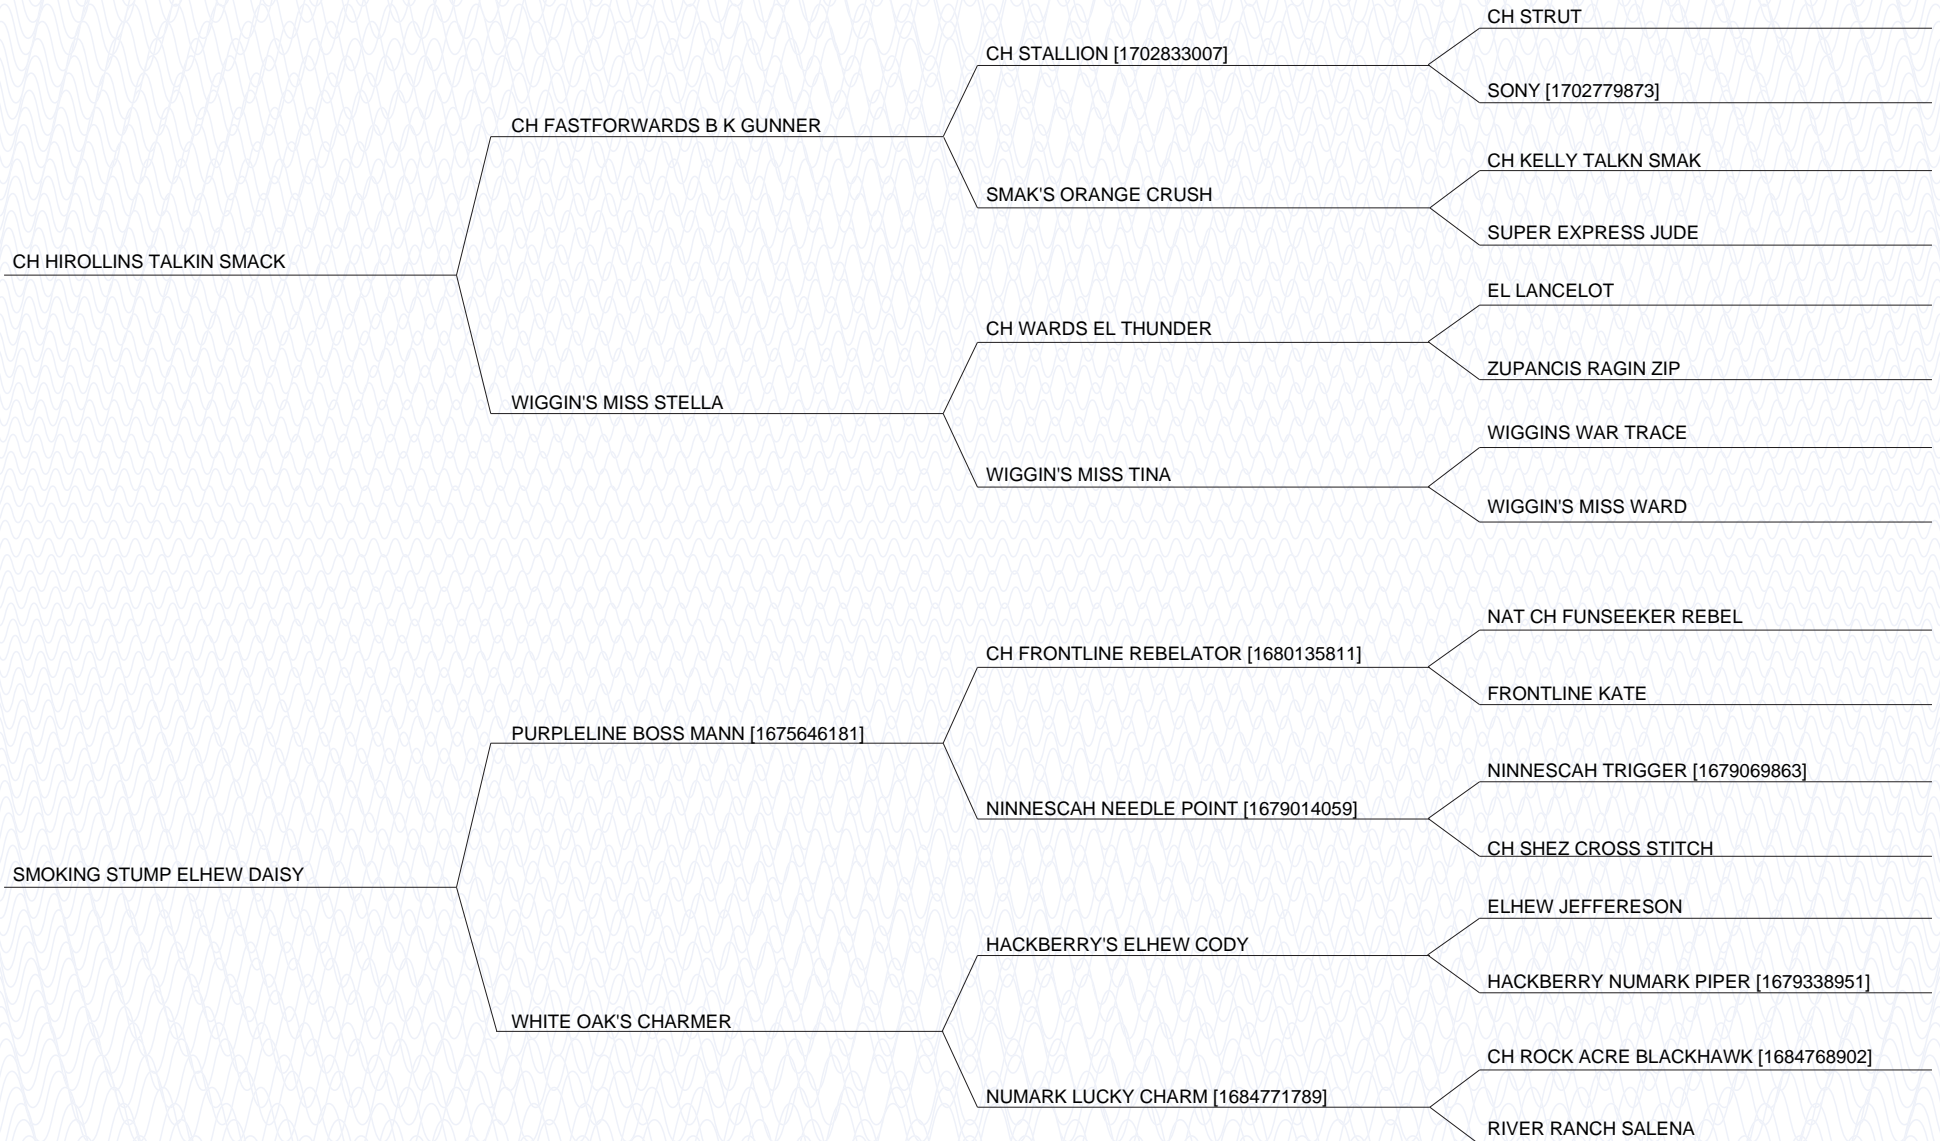 CH STRUT
CH STALLION [1702833007]
SONY [1702779873]
CH FASTFORWARDS B K GUNNER
CH KELLY TALKN SMAK
SMAK'S ORANGE CRUSH
SUPER EXPRESS JUDE
CH HIROLLINS TALKIN SMACK
EL LANCELOT
CH WARDS EL THUNDER
ZUPANCIS RAGIN ZIP
WIGGIN'S MISS STELLA
WIGGINS WAR TRACE
WIGGIN'S MISS TINA
WIGGIN'S MISS WARD
NAT CH FUNSEEKER REBEL
CH FRONTLINE REBELATOR [1680135811]
FRONTLINE KATE
PURPLELINE BOSS MANN [1675646181]
NINNESCAH TRIGGER [1679069863]
NINNESCAH NEEDLE POINT [1679014059]
CH SHEZ CROSS STITCH
SMOKING STUMP ELHEW DAISY
ELHEW JEFFERESON
HACKBERRY'S ELHEW CODY
HACKBERRY NUMARK PIPER [1679338951]
WHITE OAK'S CHARMER
CH ROCK ACRE BLACKHAWK [1684768902]
NUMARK LUCKY CHARM [1684771789]
RIVER RANCH SALENA